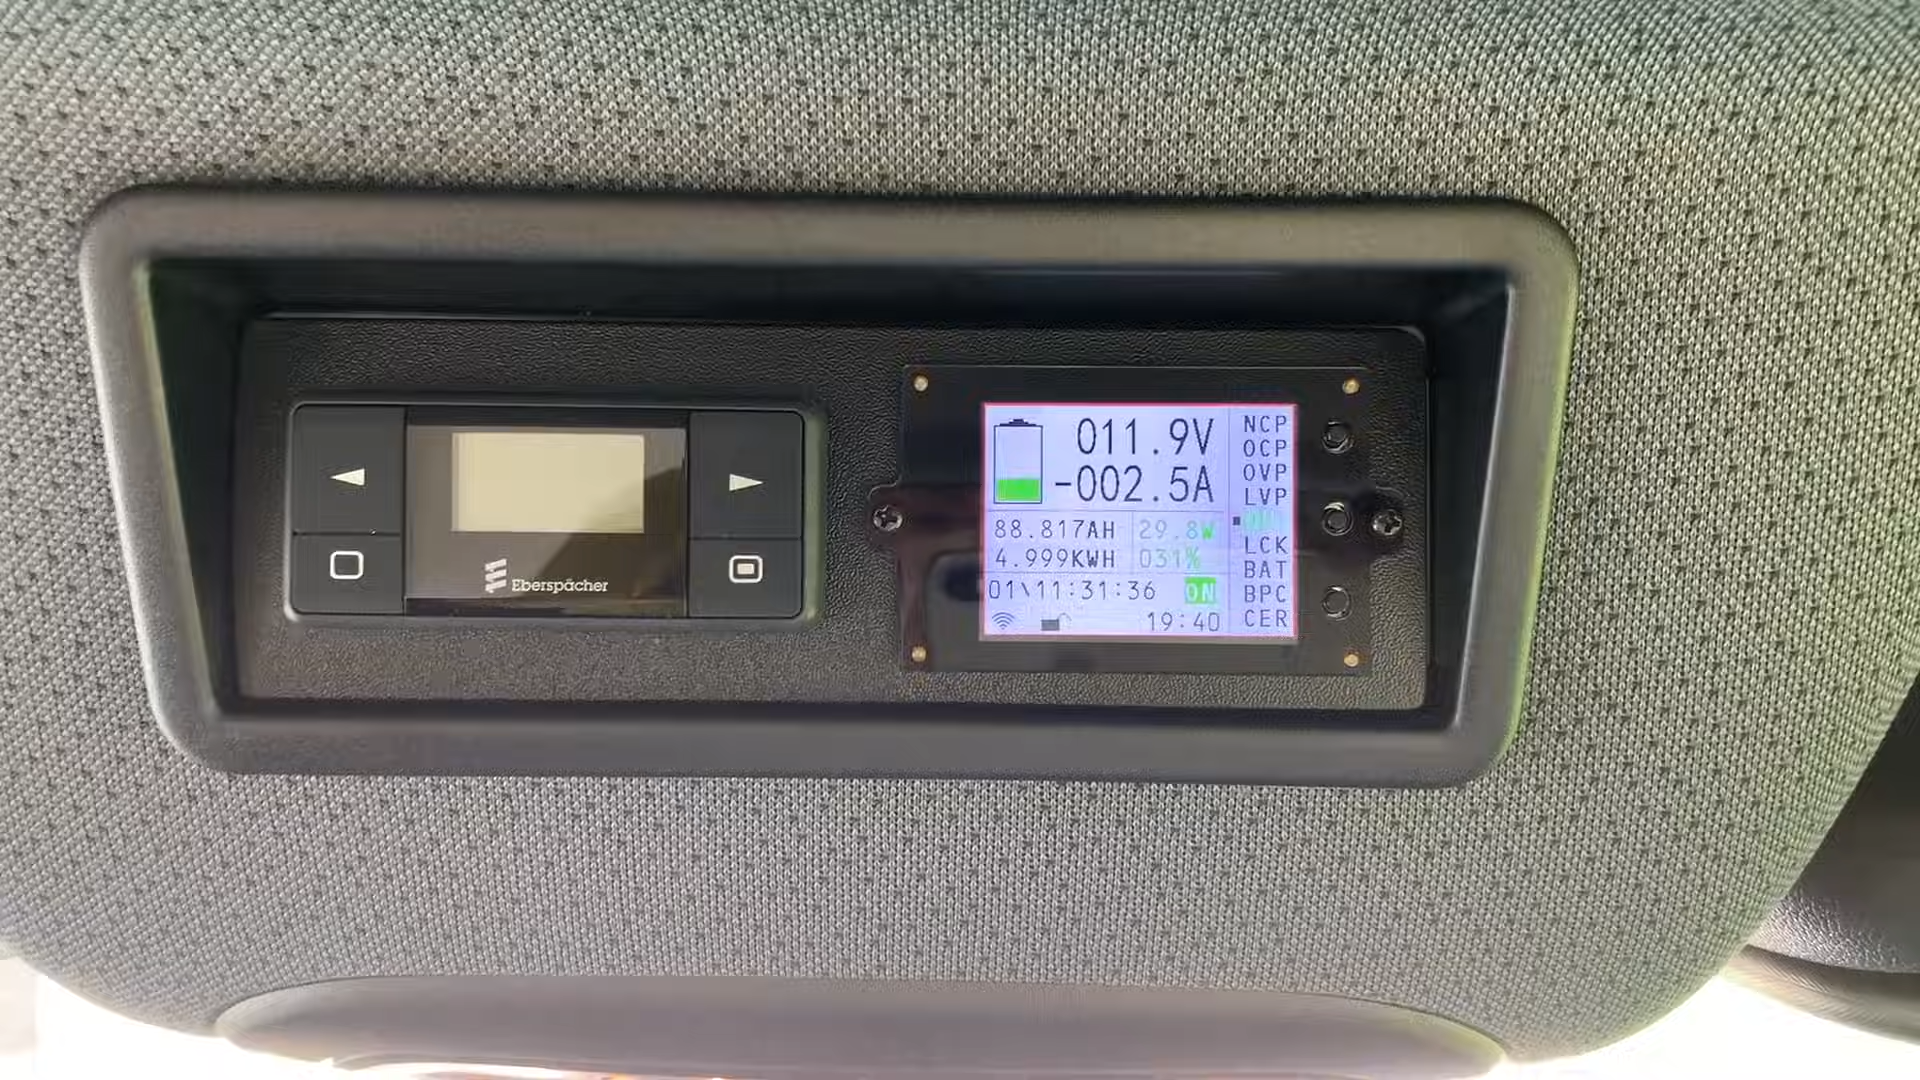 Eberspächer
011.9V
-002.5A
88.817AH
29.8W
4.999KWH
031%
01\11:31:36
ON
19:40
NCP
OCP
OVP
LVP
LCK
BAT
BPC
CER